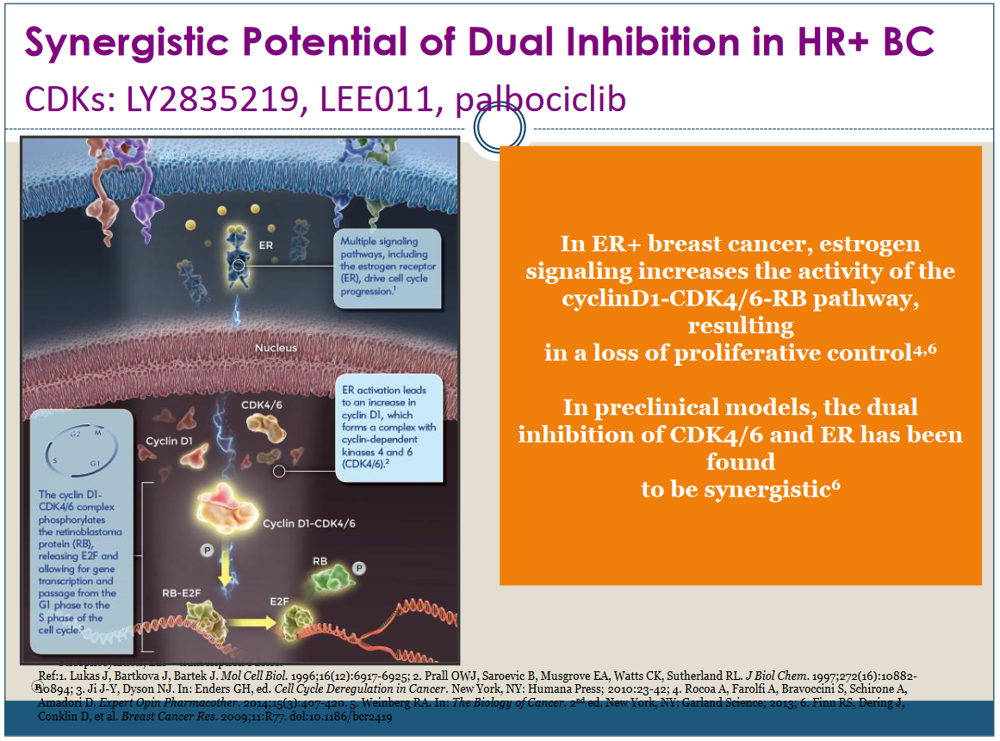 Synergistic Potential of Dual Inhibition in HR+ BC
CDKs: LY2835219, LEE011, palbociclib
ER
Multiple signaling
pathways, including
the estrogen receptor
(ER), drive cell cycle
progression.1
Nucleus
ER activation leads
to an increase in
cyclin D1, which
forms a complex with
cyclin-dependent
kinases 4 and 6
(CDK4/6).2
CDK4/6
Cyclin D1
G2
M
S
G1
The cyclin D1-
CDK4/6 complex
phosphorylates
the retinoblastoma
protein (RB),
releasing E2F and
allowing for gene
transcription and
passage from the
G1 phase to the
S phase of the
cell cycle.3
Cyclin D1-CDK4/6
P
RB
P
RB-E2F
E2F
In ER+ breast cancer, estrogen
signaling increases the activity of the
cyclinD1-CDK4/6-RB pathway,
resulting
in a loss of proliferative control4,6
In preclinical models, the dual
inhibition of CDK4/6 and ER has been
found
to be synergistic6
Ref:1. Lukas J, Bartkova J, Bartek J. Mol Cell Biol. 1996;16(12):6917-6925; 2. Prall OWJ, Saroevic B, Musgrove EA, Watts CK, Sutherland RL. J Biol Chem. 1997;272(16):10882-
10894; 3. Ji J-Y, Dyson NJ. In: Enders GH, ed. Cell Cycle Deregulation in Cancer. New York, NY: Humana Press; 2010:23-42; 4. Rocoa A, Farolfi A, Bravoccini S, Schirone A,
Amadori D. Expert Opin Pharmacother. 2014;15(3):407-420. 5. Weinberg RA. In: The Biology of Cancer. 2nd ed. New York, NY: Garland Science; 2013; 6. Finn RS, Dering J,
Conklin D, et al. Breast Cancer Res. 2009;11:R77. doi:10.1186/bcr2419